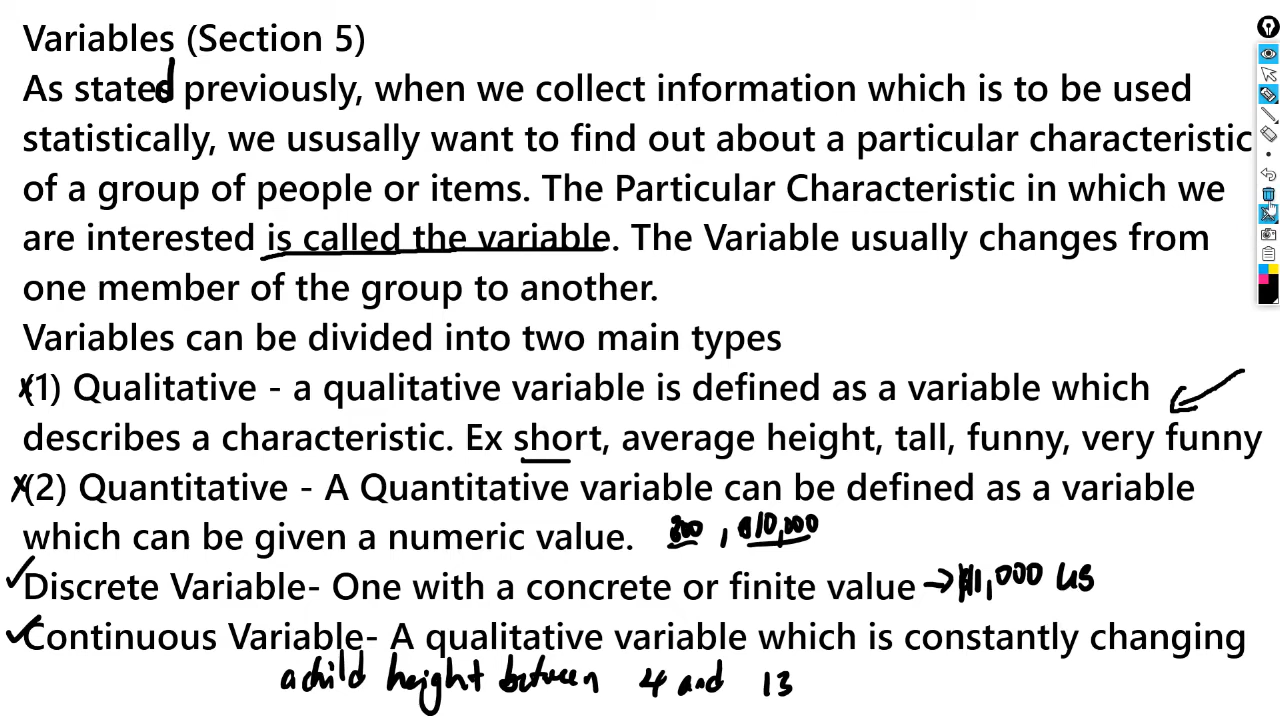 Variables (Section 5)
As stated previously, when we collect information which is to be used
statistically, we ususally want to find out about a particular characteristic
of a group of people or items. The Particular Characteristic in which we
are interested is called the variable. The Variable usually changes from
one member of the group to another.
Variables can be divided into two main types
x(1) Qualitative - a qualitative variable is defined as a variable which
describes a characteristic. Ex short, average height, tall, funny, very funny
x(2) Quantitative - A Quantitative variable can be defined as a variable
which can be given a numeric value. 800, $10,000
✓Discrete Variable- One with a concrete or finite value → $1,000 US
✓Continuous Variable- A qualitative variable which is constantly changing
a child height between 4 and 13